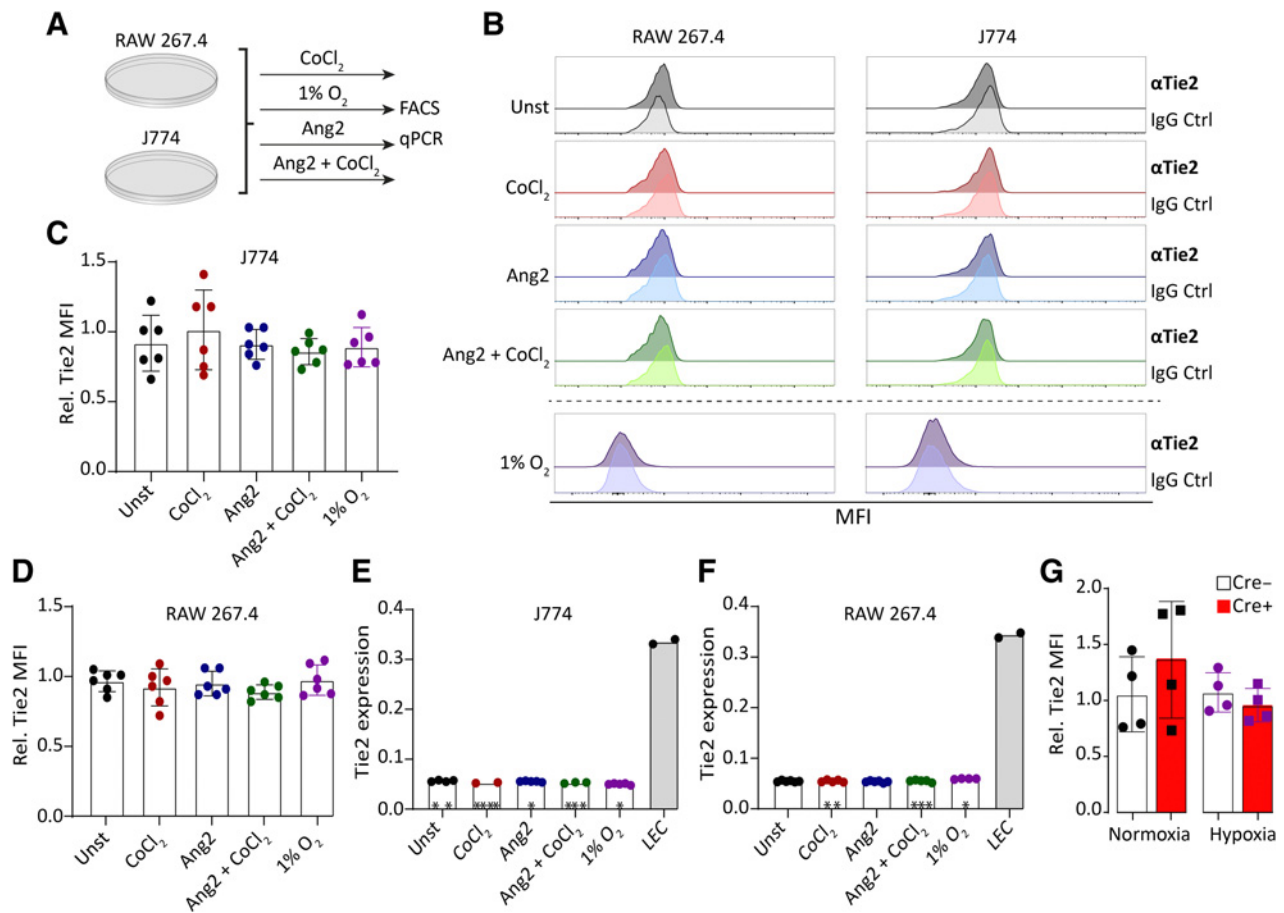 A
RAW 267.4
J774
CoCl₂
1% O₂
Ang2
Ang2 + CoCl₂
FACS
qPCR
B
RAW 267.4
J774
Unst
αTie2
IgG Ctrl
CoCl₂
αTie2
IgG Ctrl
Ang2
αTie2
IgG Ctrl
Ang2 + CoCl₂
αTie2
IgG Ctrl
1% O₂
αTie2
IgG Ctrl
MFI
C
J774
Rel. Tie2 MFI
1.5
1.0
0.5
0.0
Unst
CoCl₂
Ang2
Ang2 + CoCl₂
1% O₂
D
RAW 267.4
Rel. Tie2 MFI
1.5
1.0
0.5
0.0
Unst
CoCl₂
Ang2
Ang2 + CoCl₂
1% O₂
E
J774
Tie2 expression
0.4
0.3
0.2
0.1
0.0
* *
****
*
***
*
Unst
CoCl₂
Ang2
Ang2 + CoCl₂
1% O₂
LEC
F
RAW 267.4
Tie2 expression
0.4
0.3
0.2
0.1
0.0
**
***
*
Unst
CoCl₂
Ang2
Ang2 + CoCl₂
1% O₂
LEC
G
Cre−
Cre+
Rel. Tie2 MFI
2.0
1.5
1.0
0.5
0.0
Normoxia
Hypoxia